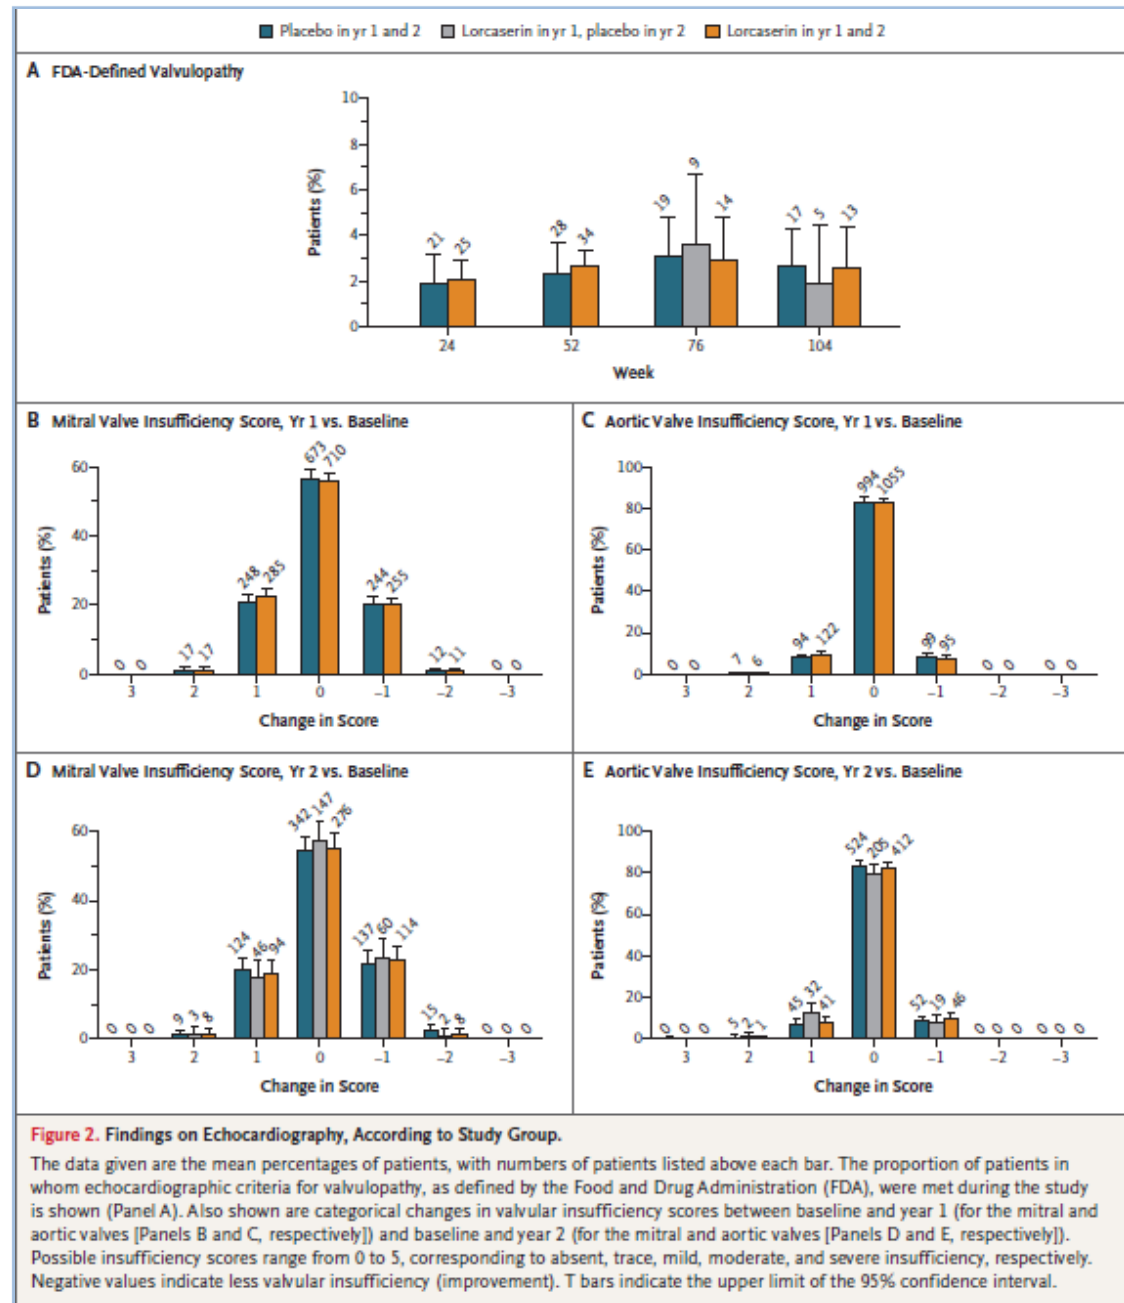 Placebo in yr 1 and 2 Lorcaserin in yr 1, placebo in yr 2 Lorcaserin in yr 1 and 2
A FDA-Defined Valvulopathy
10
8
6
4
2
0
Patients (%)
21 25 28 34 19 9 14 17 5 13
24 52 76 104
Week
B Mitral Valve Insufficiency Score, Yr 1 vs. Baseline
60
40
20
0
Patients (%)
0 0 17 17 248 285 673 710 244 255 12 11 0 0
3 2 1 0 –1 –2 –3
Change in Score
C Aortic Valve Insufficiency Score, Yr 1 vs. Baseline
100
80
60
40
20
0
Patients (%)
0 0 7 6 94 122 994 1055 99 95 0 0 0 0
3 2 1 0 –1 –2 –3
Change in Score
D Mitral Valve Insufficiency Score, Yr 2 vs. Baseline
60
40
20
0
Patients (%)
0 0 0 9 3 8 124 46 94 342 147 276 137 60 114 15 2 8 0 0 0
3 2 1 0 –1 –2 –3
Change in Score
E Aortic Valve Insufficiency Score, Yr 2 vs. Baseline
100
80
60
40
20
0
Patients (%)
0 0 0 5 2 1 45 32 41 524 205 412 52 19 46 0 0 0 0 0 0
3 2 1 0 –1 –2 –3
Change in Score
Figure 2. Findings on Echocardiography, According to Study Group.
The data given are the mean percentages of patients, with numbers of patients listed above each bar. The proportion of patients in
whom echocardiographic criteria for valvulopathy, as defined by the Food and Drug Administration (FDA), were met during the study
is shown (Panel A). Also shown are categorical changes in valvular insufficiency scores between baseline and year 1 (for the mitral and
aortic valves [Panels B and C, respectively]) and baseline and year 2 (for the mitral and aortic valves [Panels D and E, respectively]).
Possible insufficiency scores range from 0 to 5, corresponding to absent, trace, mild, moderate, and severe insufficiency, respectively.
Negative values indicate less valvular insufficiency (improvement). T bars indicate the upper limit of the 95% confidence interval.